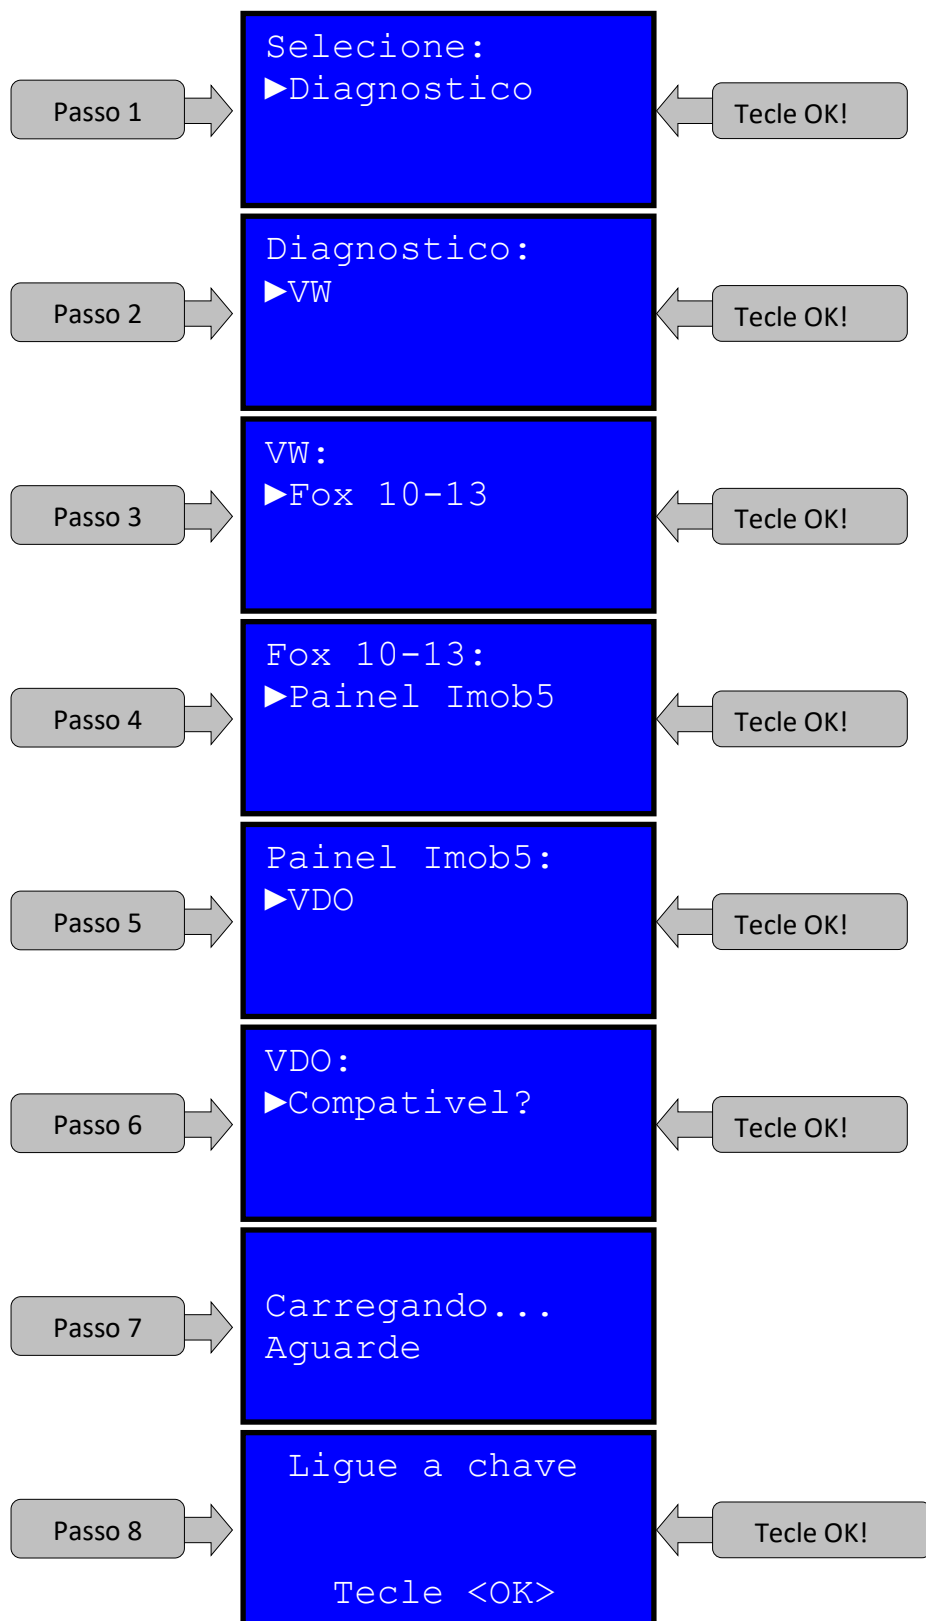 Selecione:
Passo 1
►Diagnostico
Tecle OK!
Diagnostico:
Passo 2
►VW
Tecle OK!
VW:
Passo 3
►Fox 10-13
Tecle OK!
Fox 10-13:
Passo 4
►Painel Imob5
Tecle OK!
Painel Imob5:
Passo 5
►VDO
Tecle OK!
VDO:
Passo 6
►Compativel?
Tecle OK!
Passo 7
Carregando...
Aguarde
Ligue a chave
Passo 8
Tecle OK!
Tecle <OK>